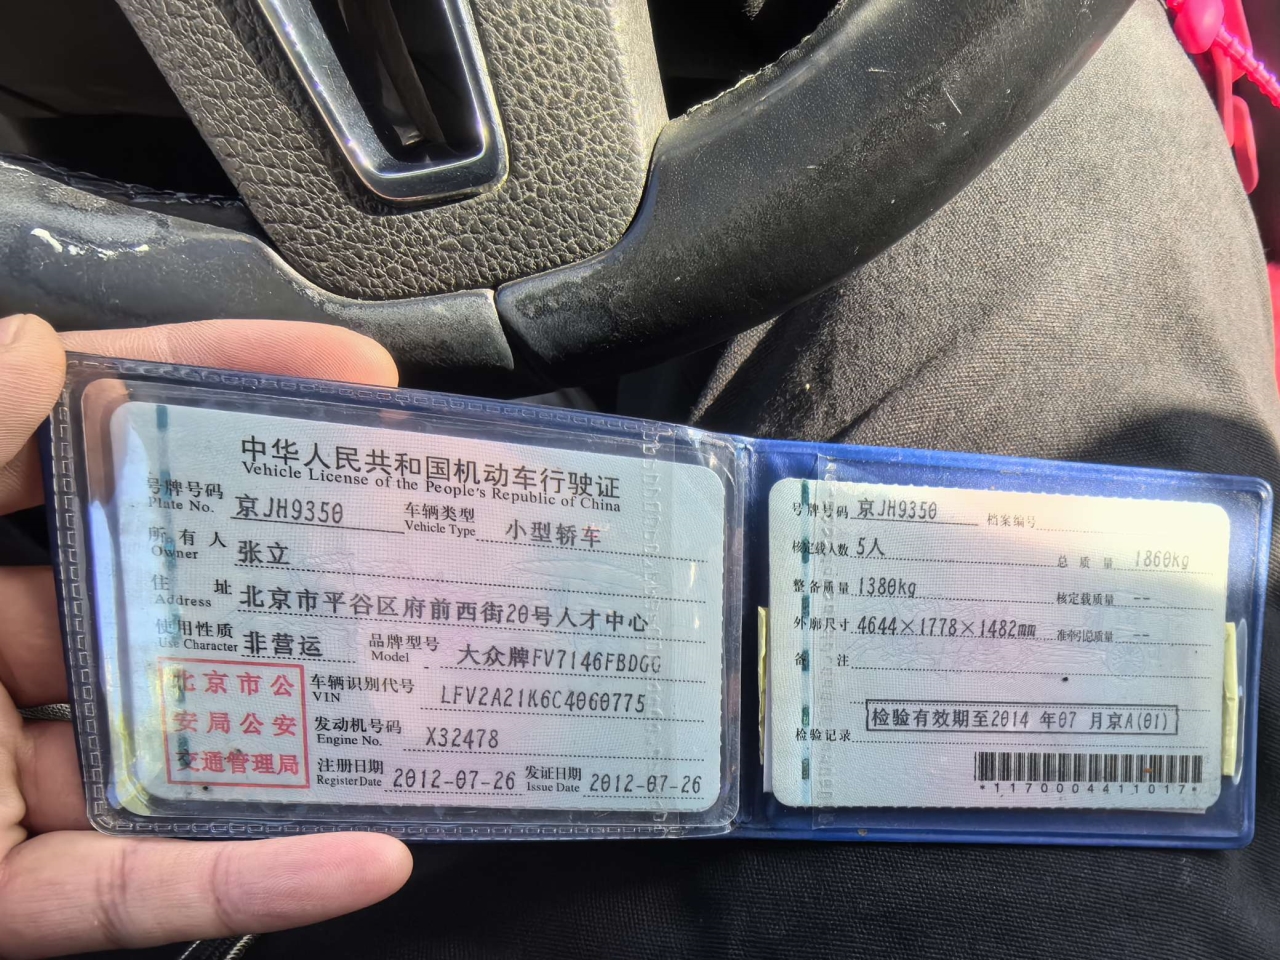 中华人民共和国机动车行驶证
Vehicle License of the People's Republic of China
号牌号码 京JH9350 车辆类型 小型轿车
Plate No. Vehicle Type
所有人 张立
Owner
住址 北京市平谷区府前西街20号人才中心
Address
使用性质 非营运 品牌型号 大众牌FV7146FBDGG
Use Character Model
北京市公
安局公安
交通管理局
车辆识别代号 LFV2A21K6C4060775
VIN
发动机号码 X32478
Engine No.
注册日期 2012-07-26 发证日期 2012-07-26
Register Date Issue Date
号牌号码 京JH9350 档案编号
核定载人数 5人 总质量 1860kg
整备质量 1380kg 核定载质量 --
外廓尺寸 4644×1778×1482mm 准牵引总质量 --
备注
检验有效期至2014 年07 月京A(01)
检验记录
*1170004411017*